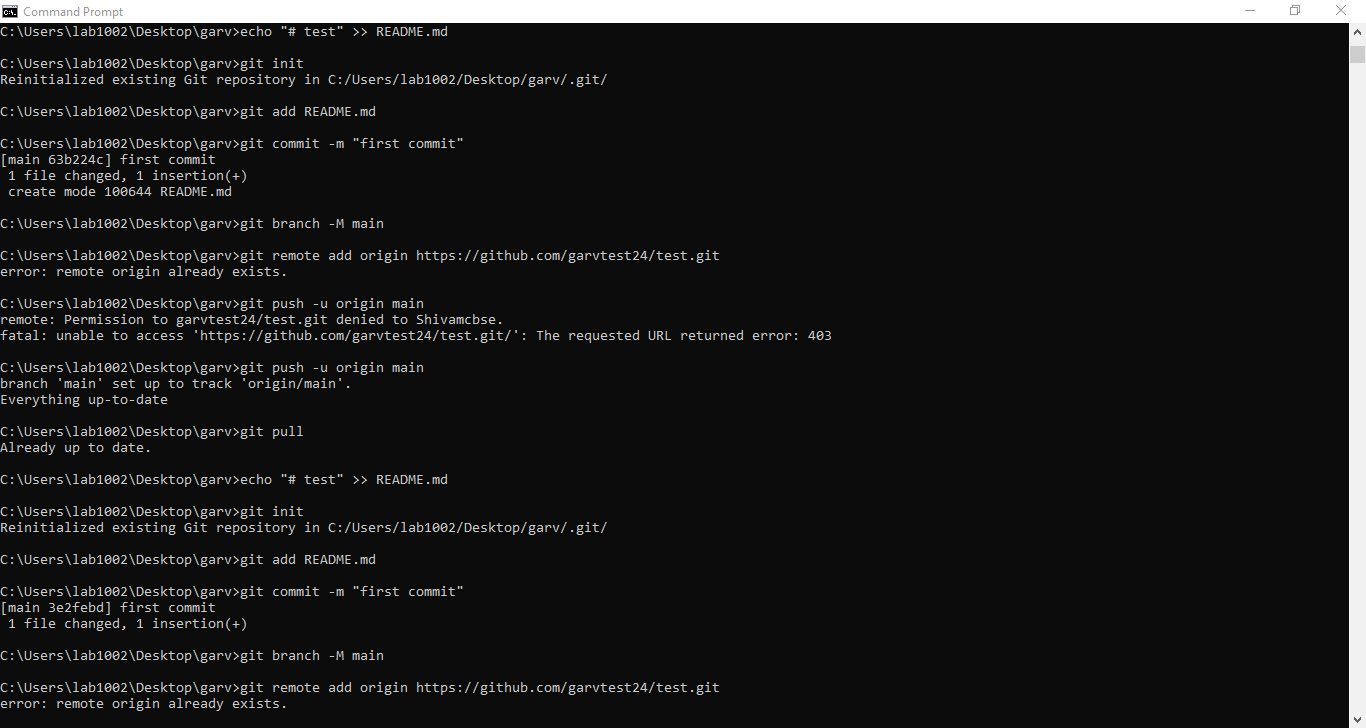 Command Prompt
C:\Users\lab1002\Desktop\garv>echo "# test" >> README.md
C:\Users\lab1002\Desktop\garv>git init
Reinitialized existing Git repository in C:/Users/lab1002/Desktop/garv/.git/
C:\Users\lab1002\Desktop\garv>git add README.md
C:\Users\lab1002\Desktop\garv>git commit -m "first commit"
[main 63b224c] first commit
 1 file changed, 1 insertion(+)
 create mode 100644 README.md
C:\Users\lab1002\Desktop\garv>git branch -M main
C:\Users\lab1002\Desktop\garv>git remote add origin https://github.com/garvtest24/test.git
error: remote origin already exists.
C:\Users\lab1002\Desktop\garv>git push -u origin main
remote: Permission to garvtest24/test.git denied to Shivamcbse.
fatal: unable to access 'https://github.com/garvtest24/test.git/': The requested URL returned error: 403
C:\Users\lab1002\Desktop\garv>git push -u origin main
branch 'main' set up to track 'origin/main'.
Everything up-to-date
C:\Users\lab1002\Desktop\garv>git pull
Already up to date.
C:\Users\lab1002\Desktop\garv>echo "# test" >> README.md
C:\Users\lab1002\Desktop\garv>git init
Reinitialized existing Git repository in C:/Users/lab1002/Desktop/garv/.git/
C:\Users\lab1002\Desktop\garv>git add README.md
C:\Users\lab1002\Desktop\garv>git commit -m "first commit"
[main 3e2febd] first commit
 1 file changed, 1 insertion(+)
C:\Users\lab1002\Desktop\garv>git branch -M main
C:\Users\lab1002\Desktop\garv>git remote add origin https://github.com/garvtest24/test.git
error: remote origin already exists.